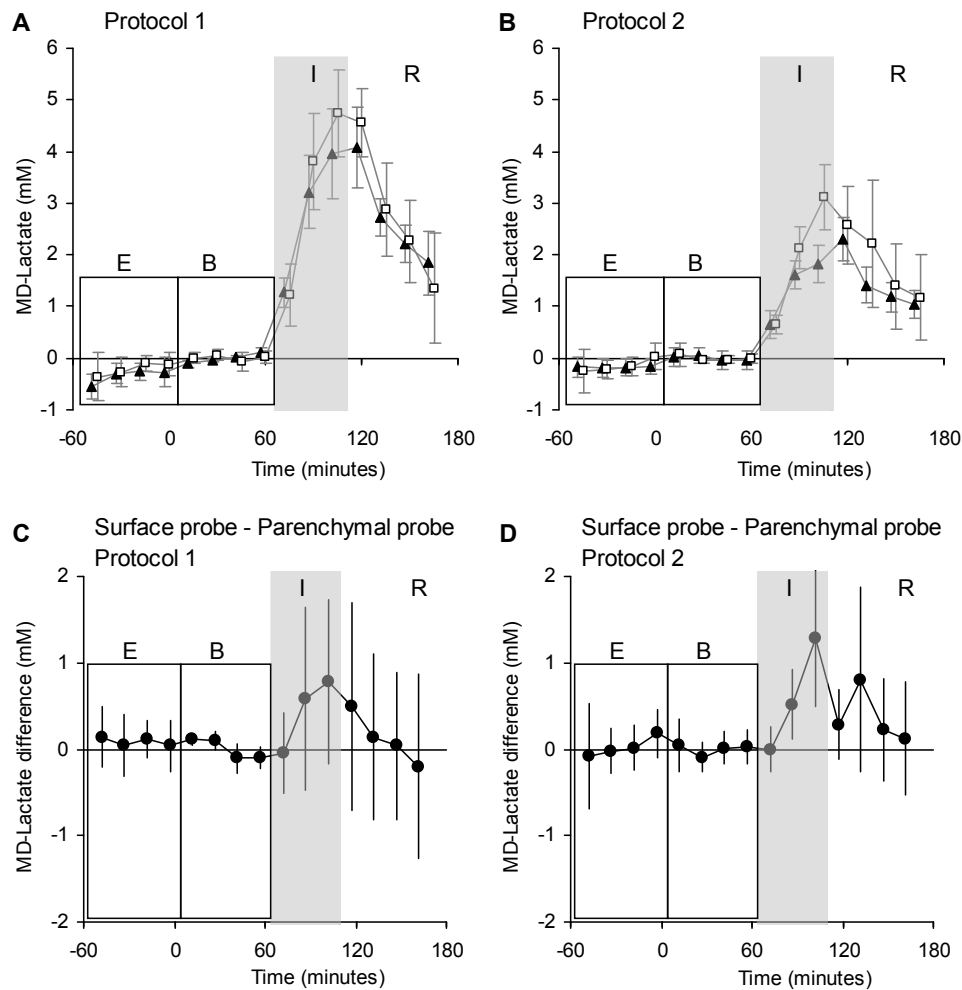 A Protocol 1
MD-Lactate (mM)
6
5
4
3
2
1
0
-1
E
B
I
R
-60
0
60
120
180
Time (minutes)
B Protocol 2
MD-Lactate (mM)
6
5
4
3
2
1
0
-1
E
B
I
R
-60
0
60
120
180
Time (minutes)
C Surface probe - Parenchymal probe
Protocol 1
MD-Lactate difference (mM)
2
1
0
-1
-2
E
B
I
R
-60
0
60
120
180
Time (minutes)
D Surface probe - Parenchymal probe
Protocol 2
MD-Lactate difference (mM)
2
1
0
-1
-2
E
B
I
R
-60
0
60
120
180
Time (minutes)